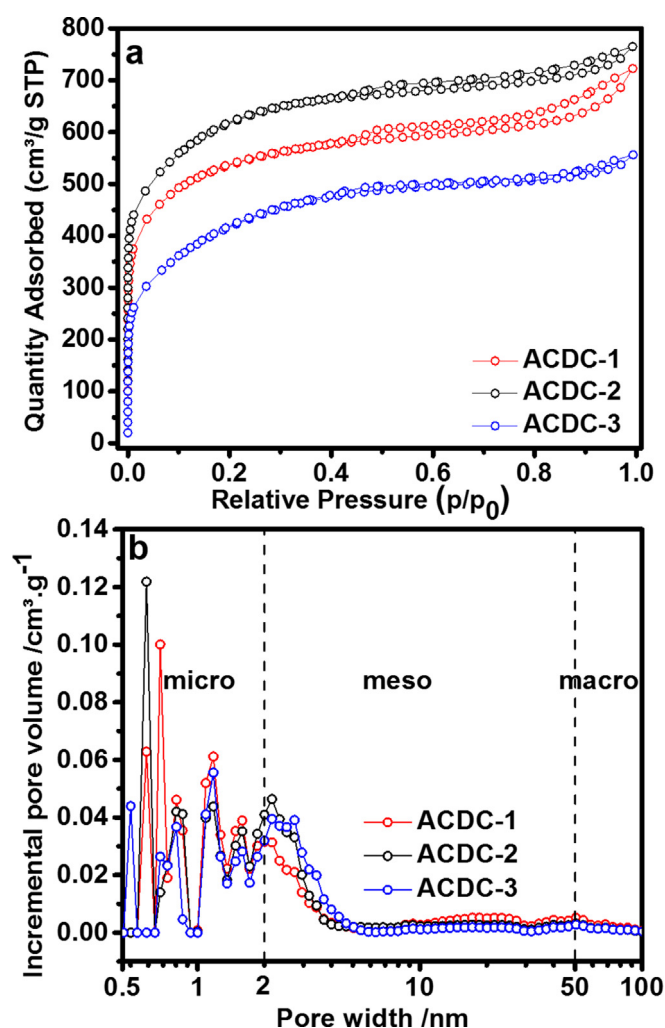 a
Quantity Adsorbed (cm³/g STP)
800
700
600
500
400
300
200
100
0
ACDC-1
ACDC-2
ACDC-3
0.0 0.2 0.4 0.6 0.8 1.0
Relative Pressure (p/p₀)
b
Incremental pore volume /cm³.g⁻¹
0.14
0.12
0.10
0.08
0.06
0.04
0.02
0.00
micro meso macro
ACDC-1
ACDC-2
ACDC-3
0.5 1 2 10 50 100
Pore width /nm